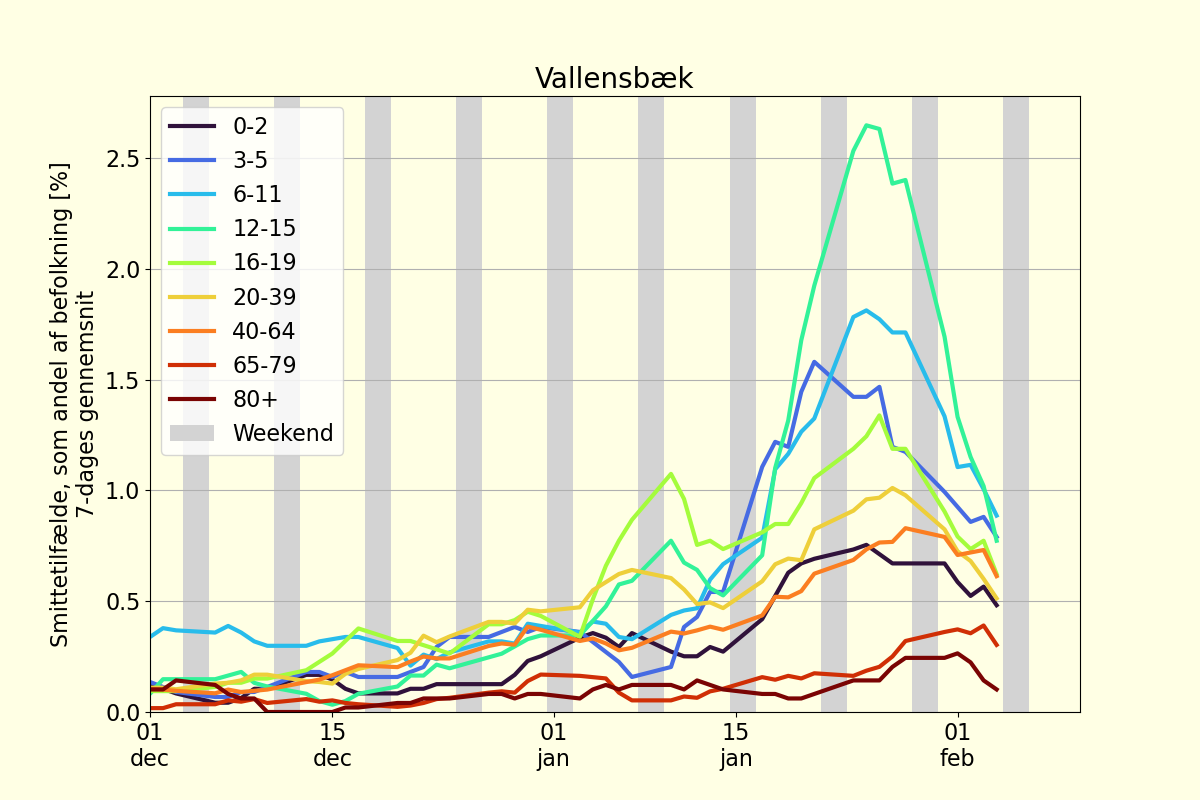 Vallensbæk
Smittetilfælde, som andel af befolkning [%]
7-dages gennemsnit
2.5
2.0
1.5
1.0
0.5
0.0
0-2
3-5
6-11
12-15
16-19
20-39
40-64
65-79
80+
Weekend
01
dec
15
dec
01
jan
15
jan
01
feb